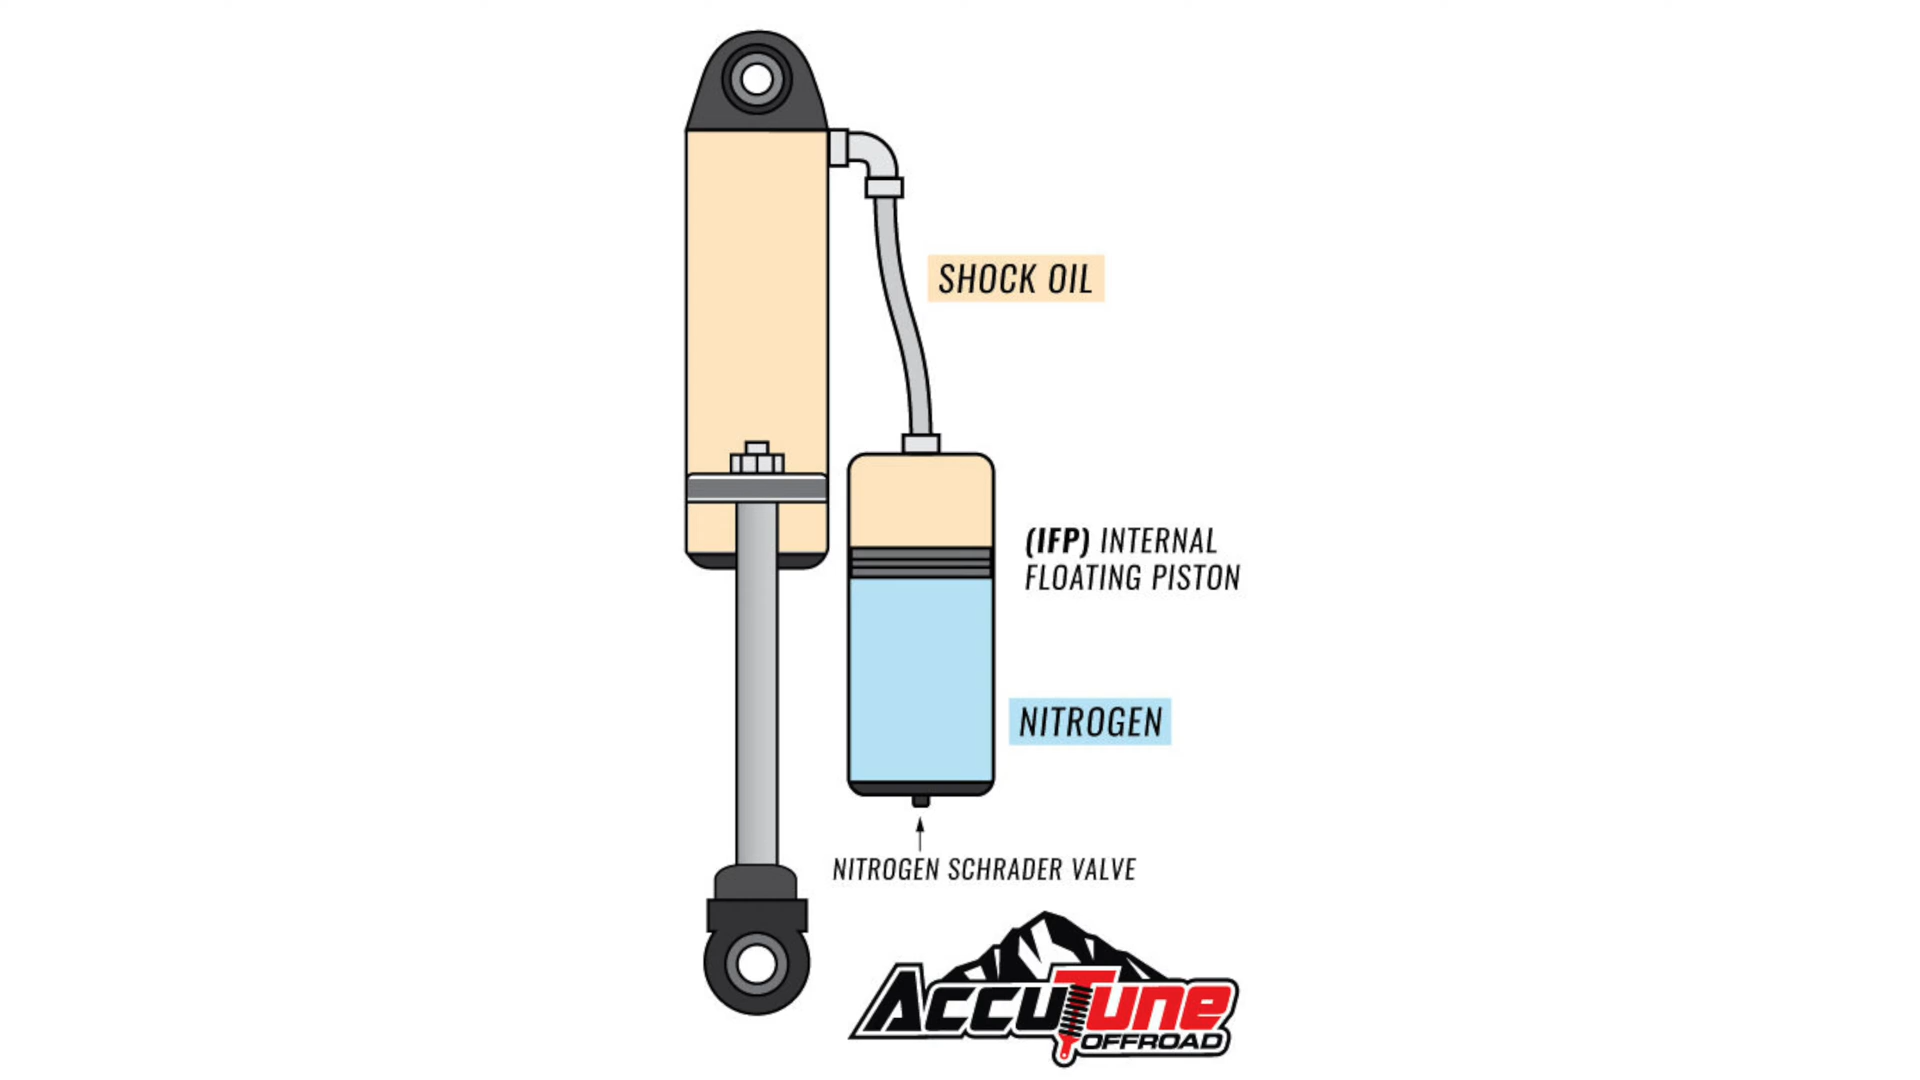 SHOCK OIL
(IFP) INTERNAL
FLOATING PISTON
NITROGEN
NITROGEN SCHRADER VALVE
ACCUTUNE
OFFROAD